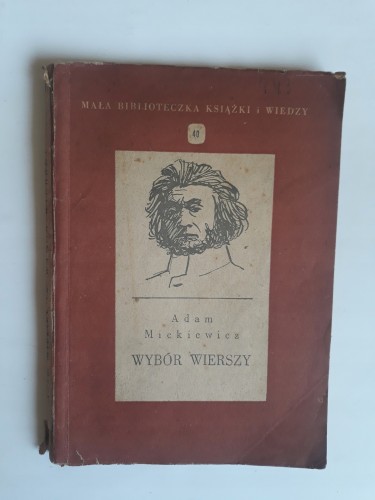 MAŁA BIBLIOTECZKA KSIĄŻKI i WIEDZY
40
Adam
Mickiewicz
WYBÓR WIERSZY